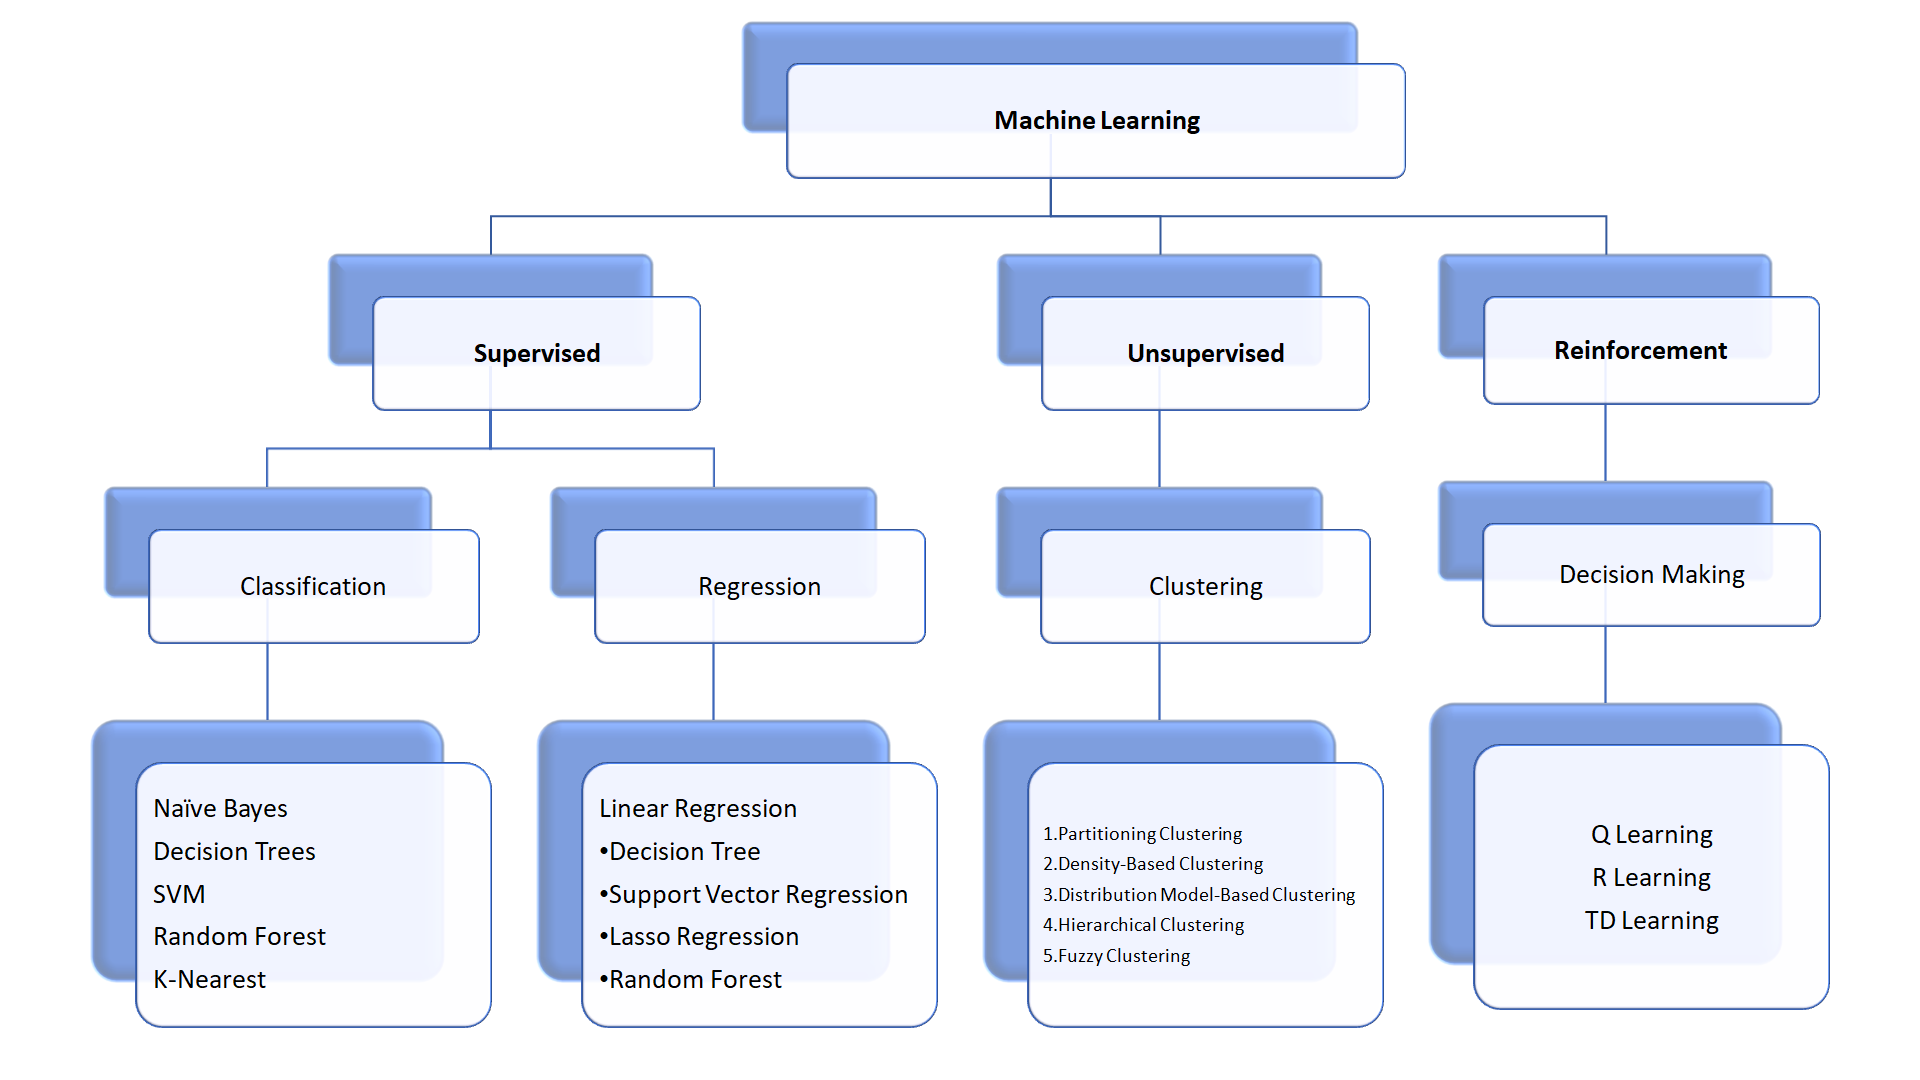 Machine Learning
Supervised
Unsupervised
Reinforcement
Classification
Regression
Clustering
Decision Making
Naïve Bayes
Decision Trees
SVM
Random Forest
K-Nearest
Linear Regression
•Decision Tree
•Support Vector Regression
•Lasso Regression
•Random Forest
1.Partitioning Clustering
2.Density-Based Clustering
3.Distribution Model-Based Clustering
4.Hierarchical Clustering
5.Fuzzy Clustering
Q Learning
R Learning
TD Learning